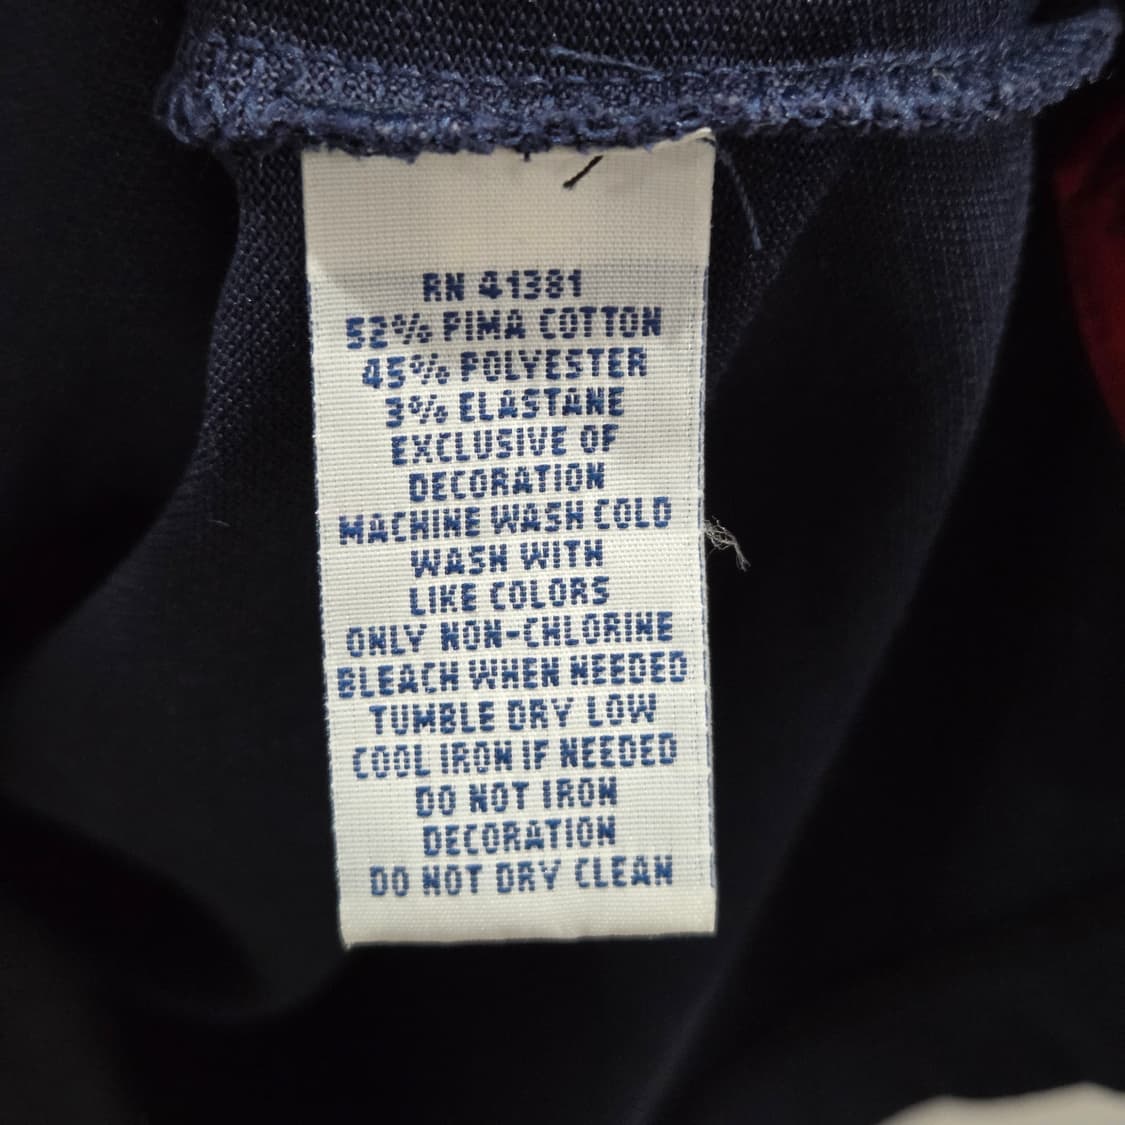 RN 41381
52% PIMA COTTON
45% POLYESTER
3% ELASTANE
EXCLUSIVE OF
DECORATION
MACHINE WASH COLD
WASH WITH
LIKE COLORS
ONLY NON-CHLORINE
BLEACH WHEN NEEDED
TUMBLE DRY LOW
COOL IRON IF NEEDED
DO NOT IRON
DECORATION
DO NOT DRY CLEAN